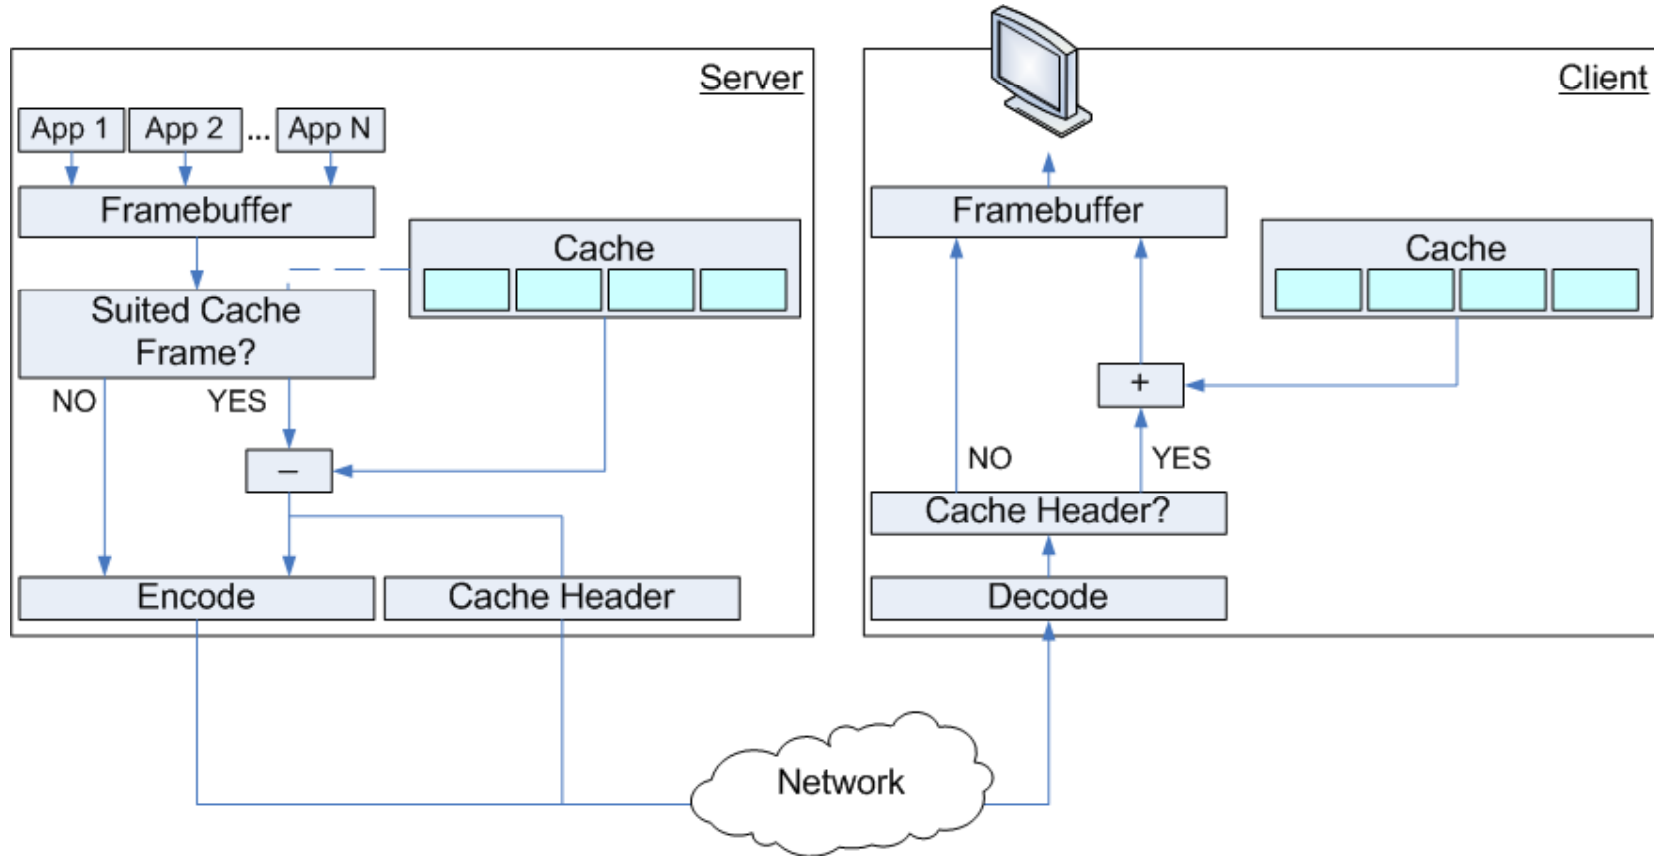 Server
App 1
App 2
...
App N
Framebuffer
Cache
Suited Cache
Frame?
NO
YES
–
Encode
Cache Header
Network
Client
Framebuffer
Cache
+
NO
YES
Cache Header?
Decode